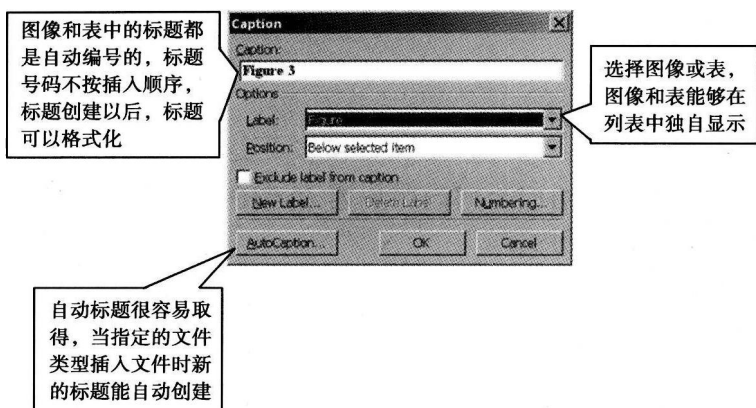 图像和表中的标题都
是自动编号的，标题
号码不按插入顺序，
标题创建以后，标题
可以格式化
Caption
Caption:
Figure 3
Options
Label: Figure
Position: Below selected item
Exclude label from caption
New Label... Delete Label Numbering...
AutoCaption... OK Cancel
选择图像或表，
图像和表能够在
列表中独自显示
自动标题很容易取
得，当指定的文件
类型插入文件时新
的标题能自动创建